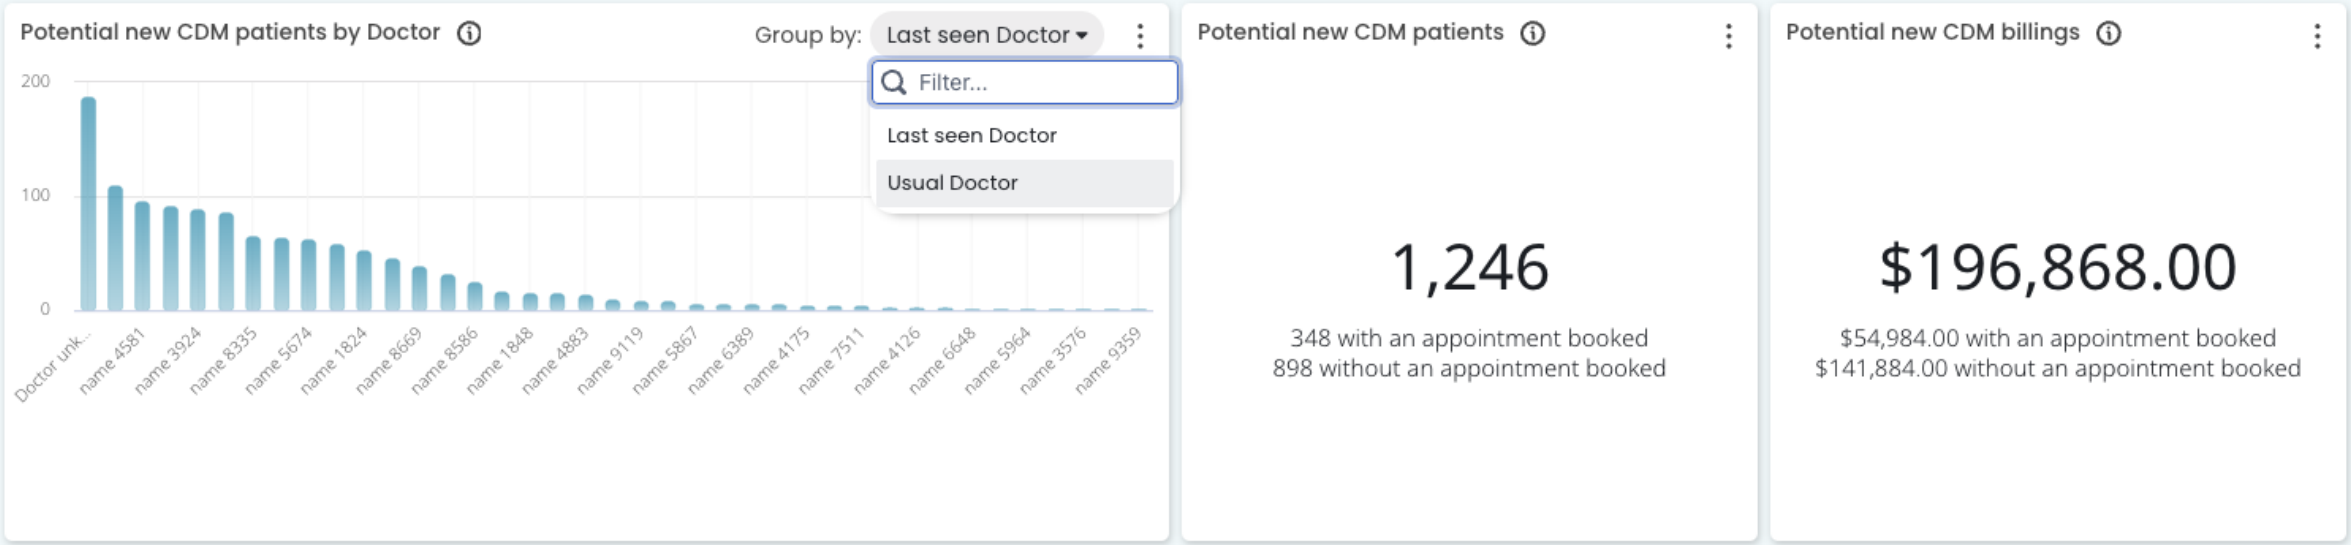 Potential new CDM patients by Doctor
Group by: Last seen Doctor
Filter...
Last seen Doctor
Usual Doctor
200
100
0
Doctor unk...
name 4581
name 3924
name 8335
name 5674
name 1824
name 8669
name 8586
name 1848
name 4883
name 9119
name 5867
name 6389
name 4175
name 7511
name 4126
name 6648
name 5964
name 3576
name 9359
Potential new CDM patients
1,246
348 with an appointment booked
898 without an appointment booked
Potential new CDM billings
$196,868.00
$54,984.00 with an appointment booked
$141,884.00 without an appointment booked